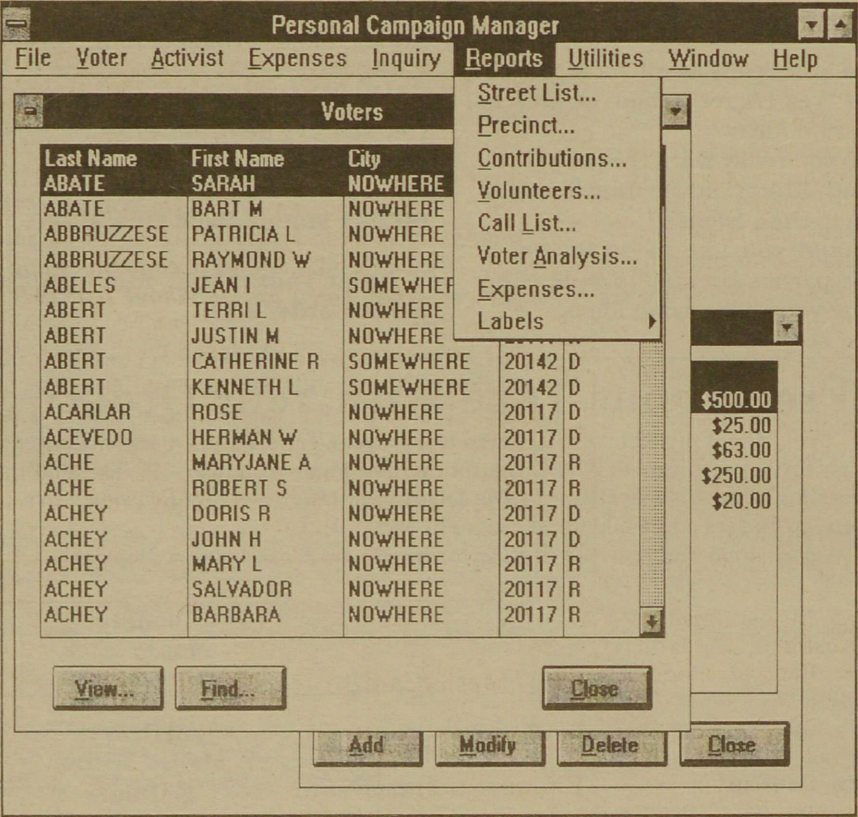 Personal Campaign Manager
File Voter Activist Expenses Inquiry Reports Utilities Window Help
Street List...
Precinct...
Contributions...
Volunteers...
Call List...
Voter Analysis...
Expenses...
Labels
Voters
Last Name First Name City
ABATE SARAH NOWHERE
ABATE BART M NOWHERE
ABBRUZZESE PATRICIA L NOWHERE
ABBRUZZESE RAYMOND W NOWHERE
ABELES JEAN I SOMEWHER
ABERT TERRI L NOWHERE
ABERT JUSTIN M NOWHERE
ABERT CATHERINE R SOMEWHERE 20142 D
ABERT KENNETH L SOMEWHERE 20142 D
ACARLAR ROSE NOWHERE 20117 D
ACEVEDO HERMAN W NOWHERE 20117 D
ACHE MARYJANE A NOWHERE 20117 R
ACHE ROBERT S NOWHERE 20117 R
ACHEY DORIS R NOWHERE 20117 D
ACHEY JOHN H NOWHERE 20117 D
ACHEY MARY L NOWHERE 20117 R
ACHEY SALVADOR NOWHERE 20117 R
ACHEY BARBARA NOWHERE 20117 R
View... Find... Close
$500.00
$25.00
$63.00
$250.00
$20.00
Add Modify Delete Close